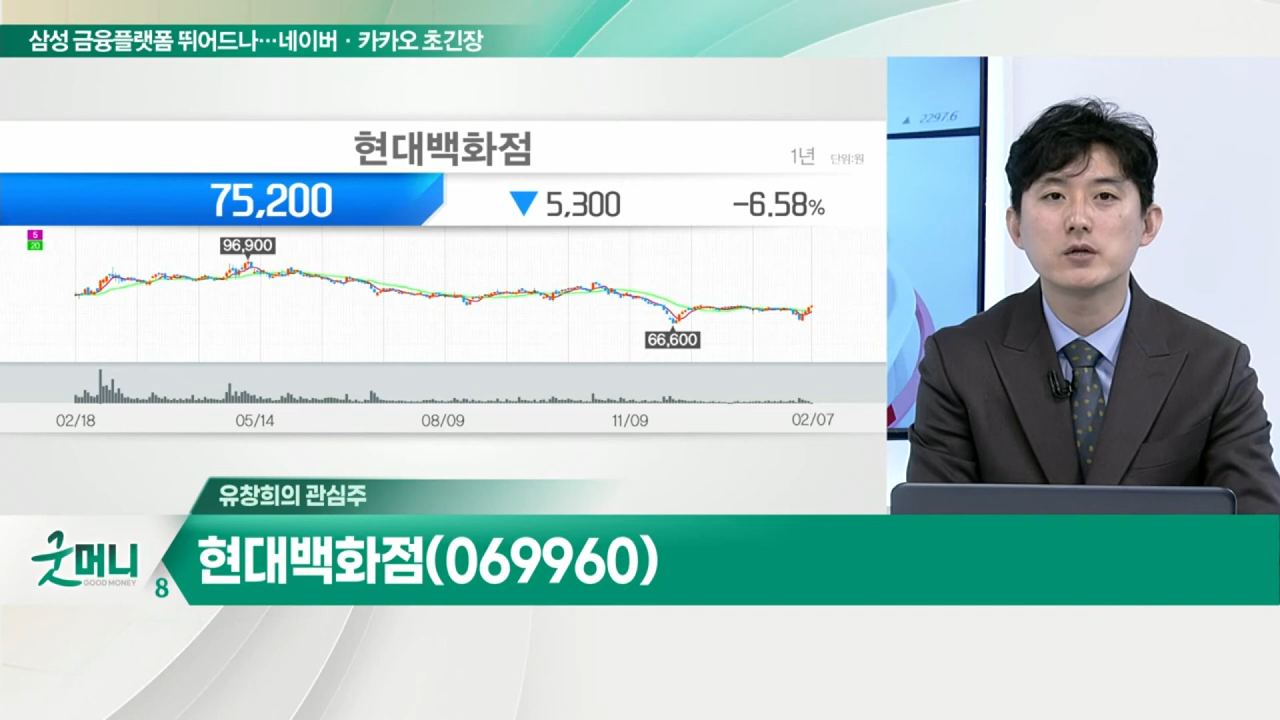 삼성 금융플랫폼 뛰어드나…네이버 · 카카오 초긴장
▲ 2297.6
현대백화점
1년 단위:원
75,200 ▼ 5,300 -6.58%
5
20
96,900
66,600
02/18 05/14 08/09 11/09 02/07
유창희의 관심주
굿머니
GOOD MONEY
8
현대백화점(069960)